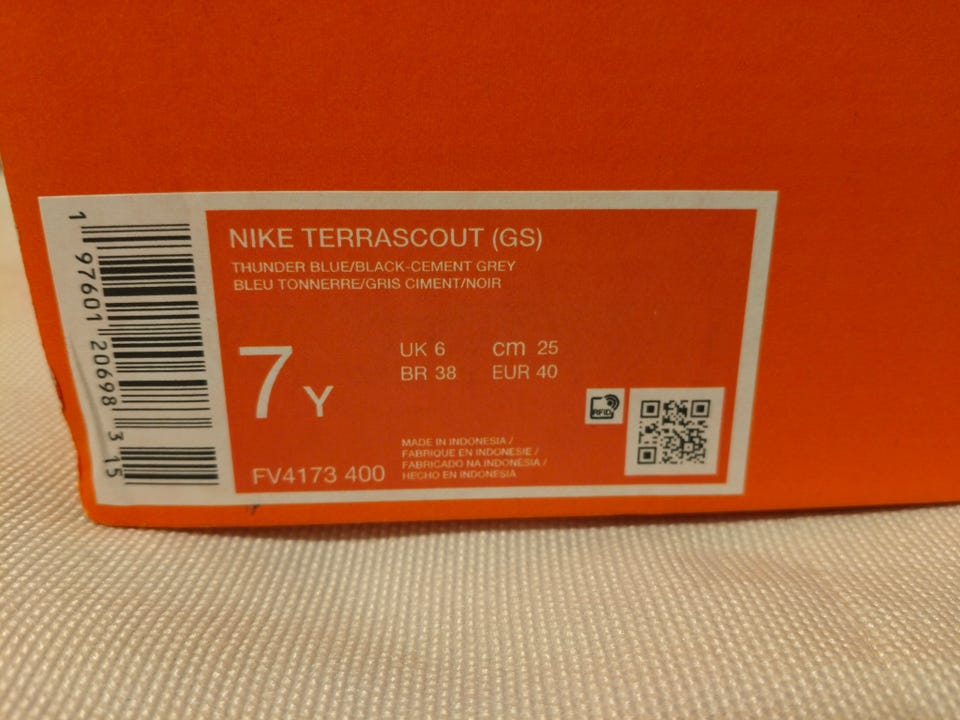 NIKE TERRASCOUT (GS)
THUNDER BLUE/BLACK-CEMENT GREY
BLEU TONNERRE/GRIS CIMENT/NOIR
7 Y
UK 6 cm 25
BR 38 EUR 40
RFID
MADE IN INDONESIA /
FABRIQUE EN INDONESIE /
FABRICADO NA INDONESIA /
HECHO EN INDONESIA
FV4173 400
1 97601 20698 3 15